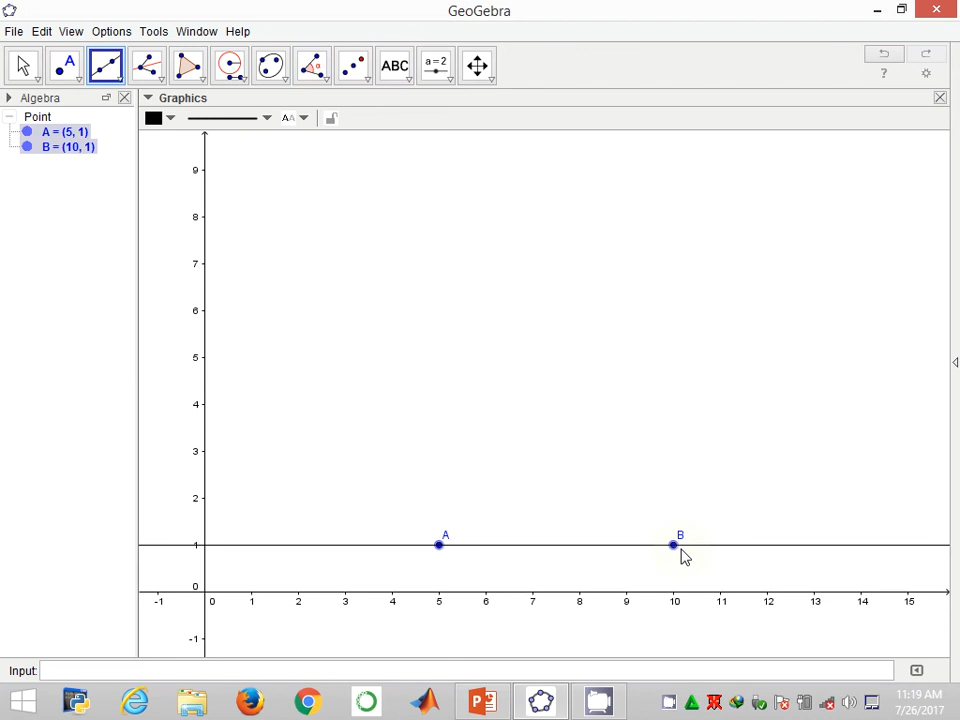 GeoGebra
File Edit View Options Tools Window Help
A ABC a=2 ?
Algebra Graphics
AA
Point
A = (5, 1)
B = (10, 1)
9
8
7
6
5
4
3
2
A B
1
0
-1 0 1 2 3 4 5 6 7 8 9 10 11 12 13 14 15
-1
Input:
11:19 AM
7/26/2017